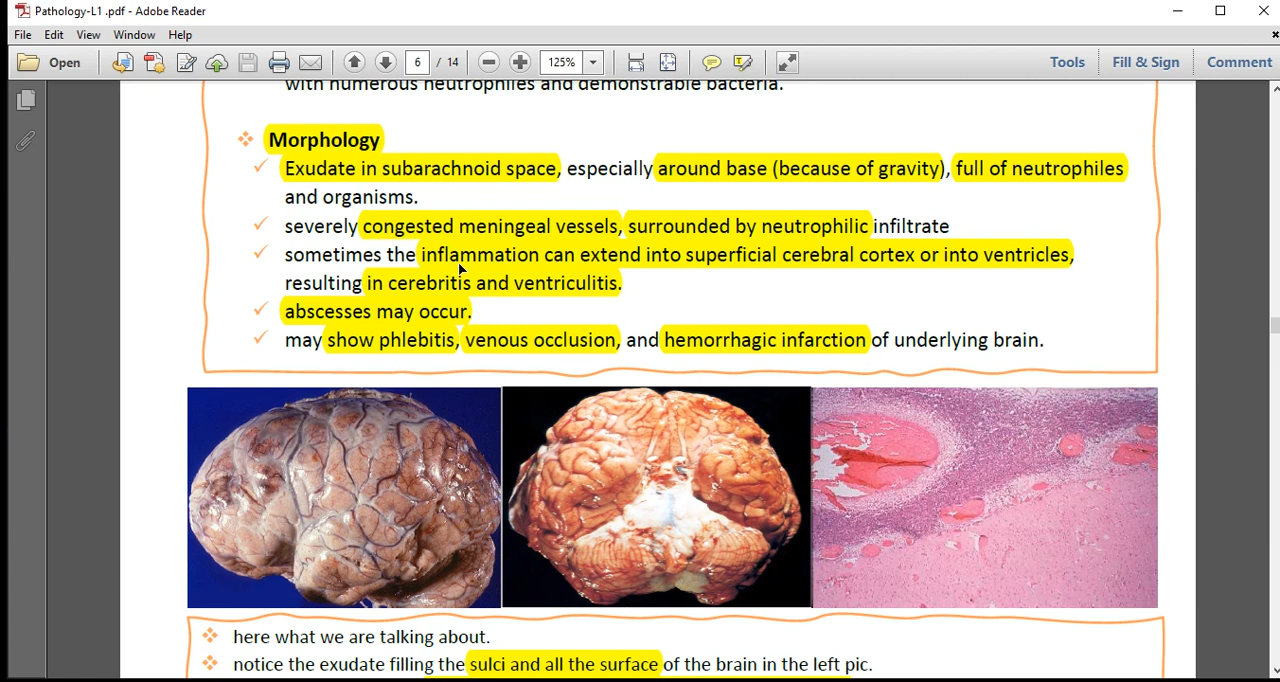 Pathology-L1 .pdf - Adobe Reader
File Edit View Window Help
Open 6 / 14 125% Tools Fill & Sign Comment
with numerous neutrophiles and demonstrable bacteria.
Morphology
Exudate in subarachnoid space, especially around base (because of gravity), full of neutrophiles
and organisms.
severely congested meningeal vessels, surrounded by neutrophilic infiltrate
sometimes the inflammation can extend into superficial cerebral cortex or into ventricles,
resulting in cerebritis and ventriculitis.
abscesses may occur.
may show phlebitis, venous occlusion, and hemorrhagic infarction of underlying brain.
here what we are talking about.
notice the exudate filling the sulci and all the surface of the brain in the left pic.